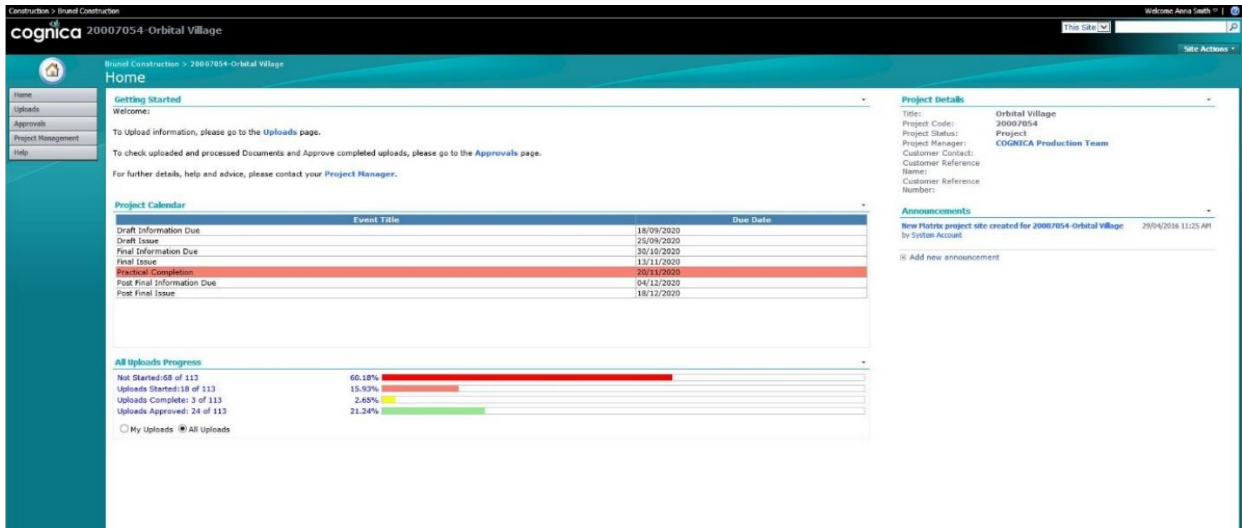 Construction > Brunel Construction
Welcome Anna Smith
cognica 20007054-Orbital Village
This Site
Site Actions
Brunel Construction > 20007054-Orbital Village
Home
Home
Uploads
Approvals
Project Management
Help
Getting Started
Welcome:
To Upload information, please go to the Uploads page.
To check uploaded and processed Documents and Approve completed uploads, please go to the Approvals page.
For further details, help and advice, please contact your Project Manager.
Project Calendar
Event Title Due Date
Draft Information Due 18/09/2020
Draft Issue 25/09/2020
Final Information Due 30/10/2020
Final Issue 13/11/2020
Practical Completion 20/11/2020
Post Final Information Due 04/12/2020
Post Final Issue 18/12/2020
All Uploads Progress
Not Started:68 of 113 60.18%
Uploads Started:18 of 113 15.93%
Uploads Complete: 3 of 113 2.65%
Uploads Approved: 24 of 113 21.24%
My Uploads All Uploads
Project Details
Title: Orbital Village
Project Code: 20007054
Project Status: Project
Project Manager: COGNICA Production Team
Customer Contact:
Customer Reference
Name:
Customer Reference
Number:
Announcements
New Matrix project site created for 20007054-Orbital Village 29/04/2016 11:25 AM
by System Account
Add new announcement